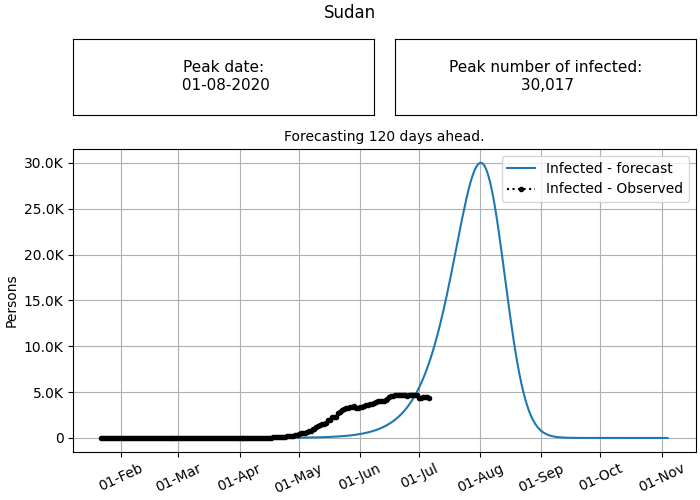 Sudan
Peak date:
01-08-2020
Peak number of infected:
30,017
Forecasting 120 days ahead.
Infected - forecast
Infected - Observed
30.0K
25.0K
20.0K
15.0K
10.0K
5.0K
0
Persons
01-Feb
01-Mar
01-Apr
01-May
01-Jun
01-Jul
01-Aug
01-Sep
01-Oct
01-Nov